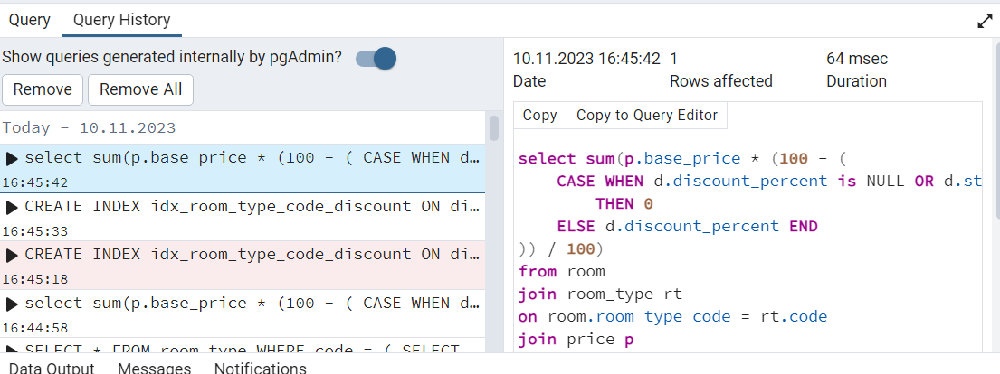 Query Query History
Show queries generated internally by pgAdmin?
Remove Remove All
Today - 10.11.2023
select sum(p.base_price * (100 - ( CASE WHEN d...
16:45:42
CREATE INDEX idx_room_type_code_discount ON di...
16:45:33
CREATE INDEX idx_room_type_code_discount ON di...
16:45:18
select sum(p.base_price * (100 - ( CASE WHEN d...
16:44:58
SELECT * FROM room_type WHERE code = ( SELECT
10.11.2023 16:45:42 1 64 msec
Date Rows affected Duration
Copy Copy to Query Editor
select sum(p.base_price * (100 - (
CASE WHEN d.discount_percent is NULL OR d.st
THEN 0
ELSE d.discount_percent END
)) / 100)
from room
join room_type rt
on room.room_type_code = rt.code
join price p
Data Output Messages Notifications